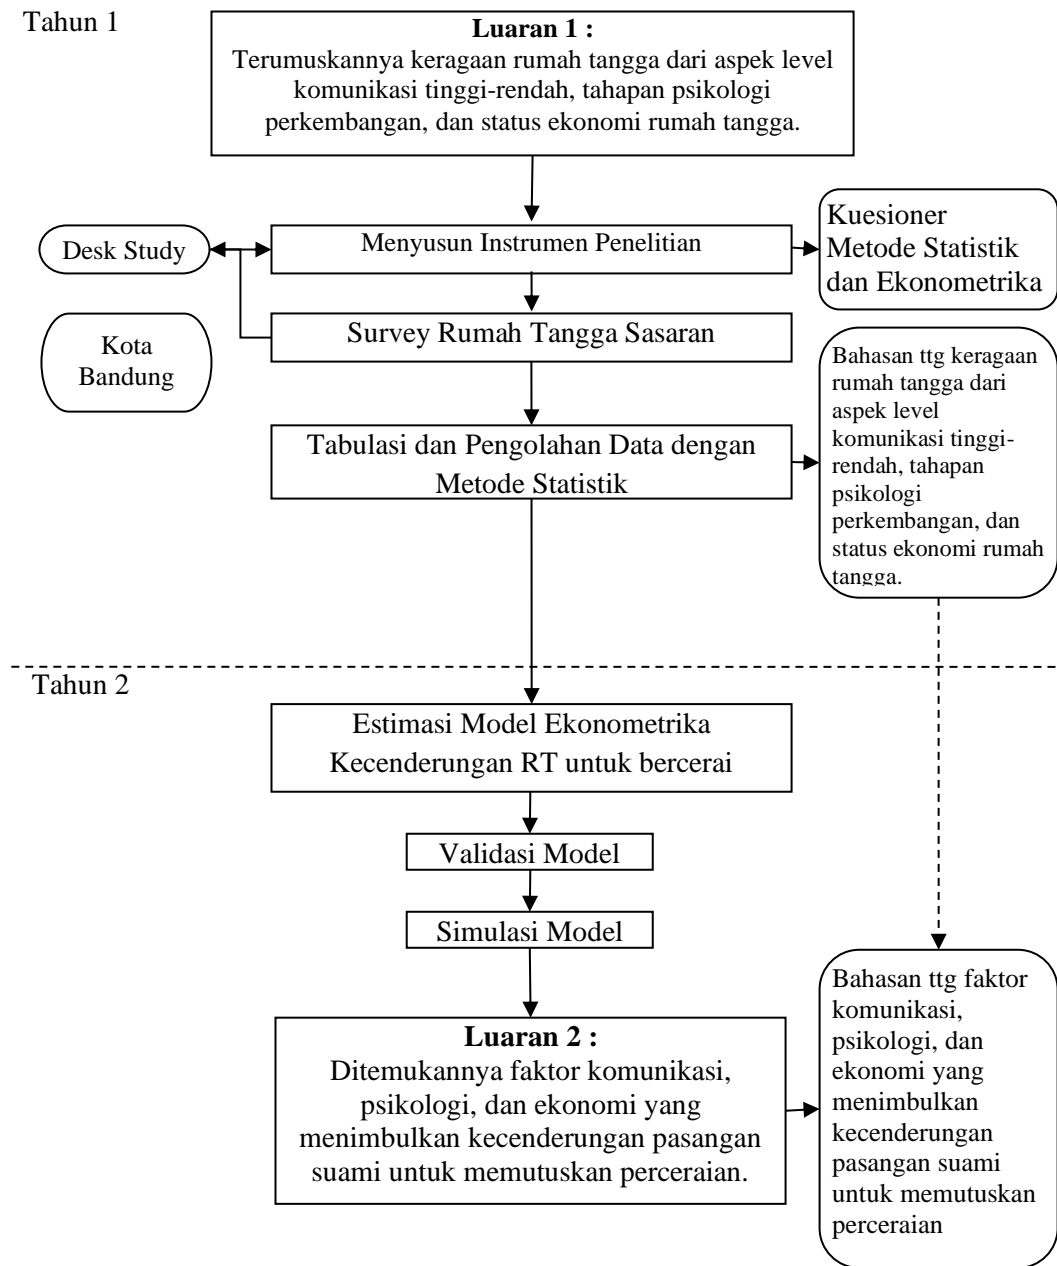 Tahun 1
Luaran 1 :
Terumuskannya keragaan rumah tangga dari aspek level
komunikasi tinggi-rendah, tahapan psikologi
perkembangan, dan status ekonomi rumah tangga.
Desk Study
Menyusun Instrumen Penelitian
Kuesioner
Metode Statistik
dan Ekonometrika
Survey Rumah Tangga Sasaran
Kota
Bandung
Tabulasi dan Pengolahan Data dengan
Metode Statistik
Bahasan ttg keragaan
rumah tangga dari
aspek level
komunikasi tinggi-
rendah, tahapan
psikologi
perkembangan, dan
status ekonomi rumah
tangga.
Tahun 2
Estimasi Model Ekonometrika
Kecenderungan RT untuk bercerai
Validasi Model
Simulasi Model
Luaran 2 :
Ditemukannya faktor komunikasi,
psikologi, dan ekonomi yang
menimbulkan kecenderungan pasangan
suami untuk memutuskan perceraian.
Bahasan ttg faktor
komunikasi,
psikologi, dan
ekonomi yang
menimbulkan
kecenderungan
pasangan suami
untuk memutuskan
perceraian